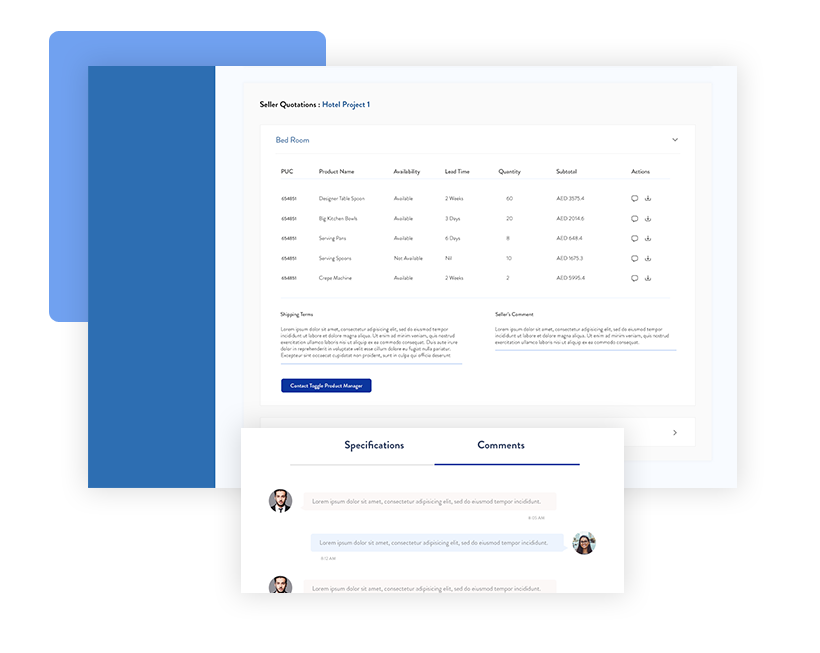 Seller Quotations : Hotel Project 1
Bed Room
PUC Product Name Availability Lead Time Quantity Subtotal Actions
654851 Designer Table Spoon Available 2 Weeks 60 AED 3575.4
654851 Big Kitchen Bowls Available 3 Days 20 AED 2014.6
654851 Serving Pans Available 6 Days 8 AED 648.4
654851 Serving Spoons Not Available Nil 10 AED 1675.3
654851 Crepe Machine Available 2 Weeks 2 AED 5995.4
Shipping Terms
Lorem ipsum dolor sit amet, consectetur adipisicing elit, sed do eiusmod tempor
incididunt ut labore et dolore magna aliqua. Ut enim ad minim veniam, quis nostrud
exercitation ullamco laboris nisi ut aliquip ex ea commodo consequat. Duis aute irure
dolor in reprehenderit in voluptate velit esse cillum dolore eu fugiat nulla pariatur.
Excepteur sint occaecat cupidatat non proident, sunt in culpa qui officia deserunt
Seller's Comment
Lorem ipsum dolor sit amet, consectetur adipisicing elit, sed do eiusmod tempor
incididunt ut labore et dolore magna aliqua. Ut enim ad minim veniam, quis nostrud
exercitation ullamco laboris nisi ut aliquip ex ea commodo consequat.
Contact Toggle Product Manager
Specifications Comments
Lorem ipsum dolor sit amet, consectetur adipisicing elit, sed do eiusmod tempor incididunt.
Lorem ipsum dolor sit amet, consectetur adipisicing elit, sed do eiusmod tempor incididunt.
Lorem ipsum dolor sit amet, consectetur adipisicing elit, sed do eiusmod tempor incididunt.